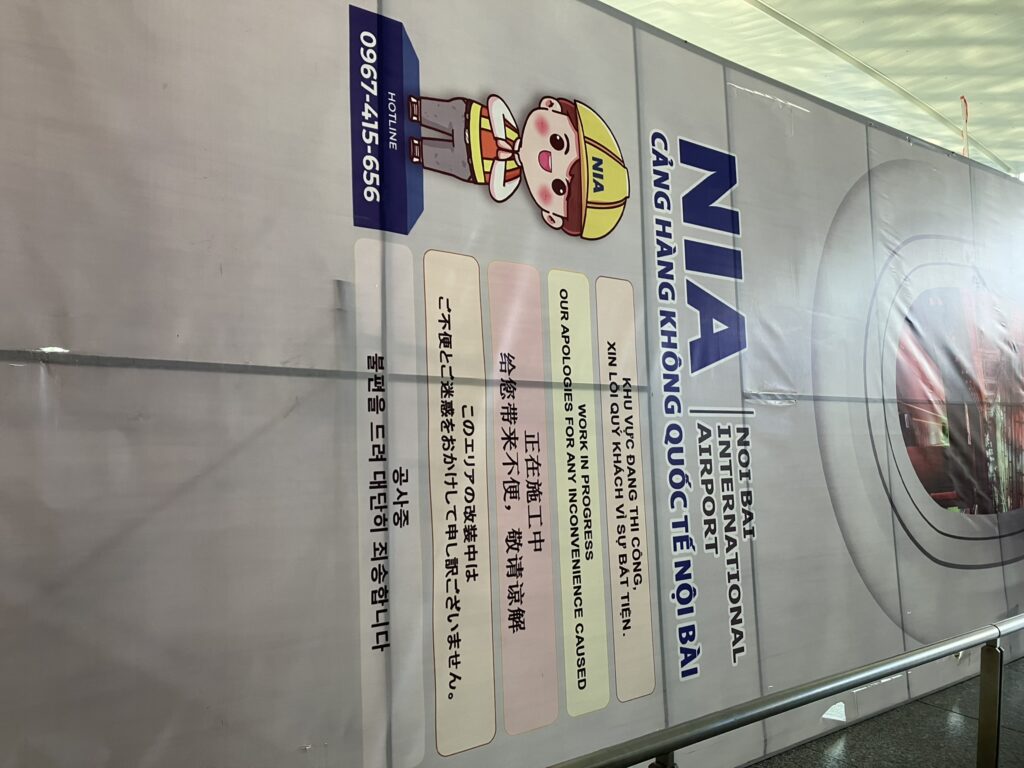 NIA
NOI BAI
INTERNATIONAL
AIRPORT
CẢNG HÀNG KHÔNG QUỐC TẾ NỘI BÀI
NIA
KHU VỰC ĐANG THI CÔNG,
XIN LỖI QUÝ KHÁCH VÌ SỰ BẤT TIỆN.
WORK IN PROGRESS
OUR APOLOGIES FOR ANY INCONVENIENCE CAUSED
正在施工中
给您带来不便，敬请谅解
このエリアの改装中は
ご不便とご迷惑をおかけして申し訳ございません。
공사중
불편을 드려 대단히 죄송합니다
HOTLINE
0967-415-656